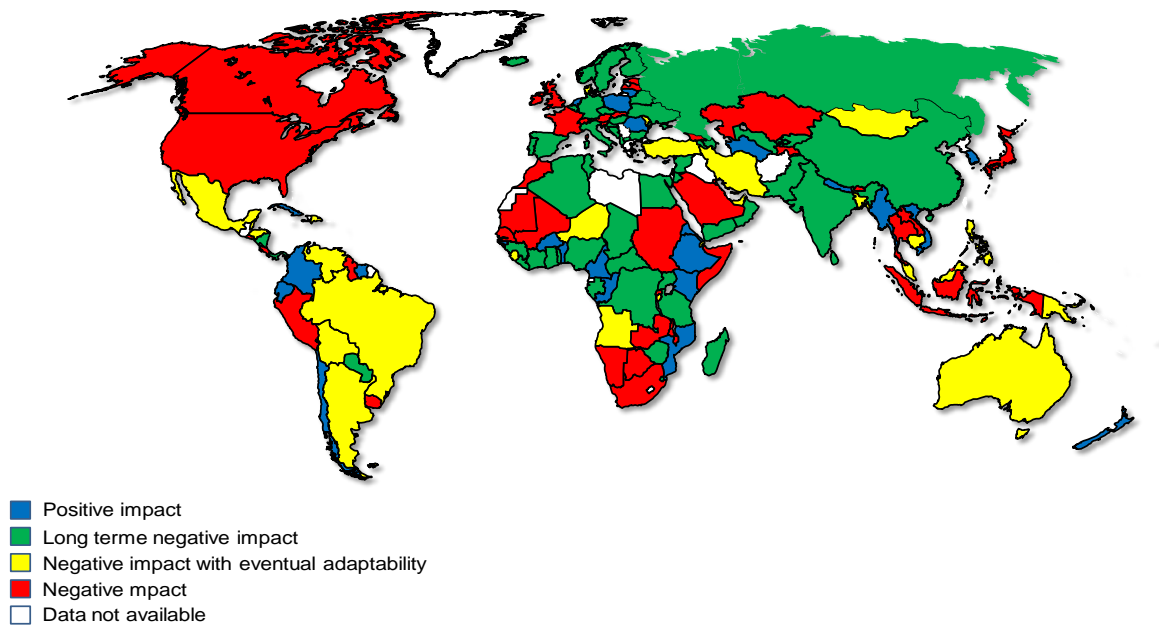 Positive impact
Long terme negative impact
Negative impact with eventual adaptability
Negative mpact
Data not available